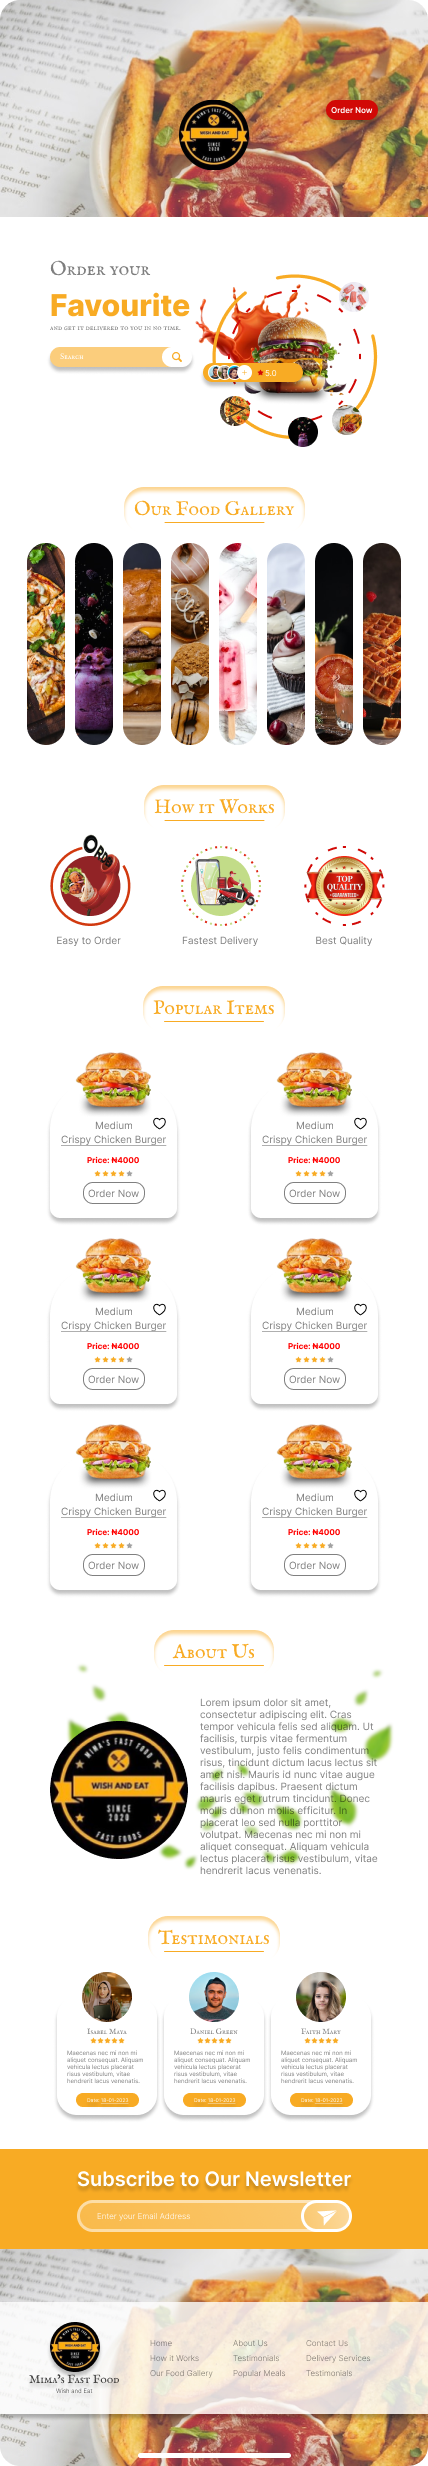 Order Now
MIMA'S FAST FOOD
WISH AND EAT
SINCE
2020
FAST FOODS
Order your
Favourite
and get it delivered to you in no time.
Search
5.0
Our Food Gallery
How it Works
ORDE
TOP
QUALITY
GUARANTEED
Easy to Order
Fastest Delivery
Best Quality
Popular Items
Medium
Crispy Chicken Burger
Price: ₦4000
Order Now
Medium
Crispy Chicken Burger
Price: ₦4000
Order Now
Medium
Crispy Chicken Burger
Price: ₦4000
Order Now
Medium
Crispy Chicken Burger
Price: ₦4000
Order Now
Medium
Crispy Chicken Burger
Price: ₦4000
Order Now
Medium
Crispy Chicken Burger
Price: ₦4000
Order Now
About Us
MIMA'S FAST FOOD
WISH AND EAT
SINCE
2020
FAST FOODS
Lorem ipsum dolor sit amet,
consectetur adipiscing elit. Cras
tempor vehicula felis sed aliquam. Ut
facilisis, turpis vitae fermentum
vestibulum, justo felis condimentum
risus, tincidunt dictum lacus lectus sit
amet nisl. Mauris id nunc vitae augue
facilisis dapibus. Praesent dictum
mauris eget rutrum tincidunt. Donec
mollis dui non mollis efficitur. In
placerat leo sed nulla porttitor
volutpat. Maecenas nec mi non mi
aliquet consequat. Aliquam vehicula
lectus placerat risus vestibulum, vitae
hendrerit lacus venenatis.
Testimonials
Isabel Maya
Maecenas nec mi non mi
aliquet consequat. Aliquam
vehicula lectus placerat
risus vestibulum, vitae
hendrerit lacus venenatis.
Date: 18-01-2023
Daniel Green
Maecenas nec mi non mi
aliquet consequat. Aliquam
vehicula lectus placerat
risus vestibulum, vitae
hendrerit lacus venenatis.
Date: 18-01-2023
Faith Mary
Maecenas nec mi non mi
aliquet consequat. Aliquam
vehicula lectus placerat
risus vestibulum, vitae
hendrerit lacus venenatis.
Date: 18-01-2023
Subscribe to Our Newsletter
Enter your Email Address
WISH AND EAT
Mima's Fast Food
Wish and Eat
Home
How it Works
Our Food Gallery
About Us
Testimonials
Popular Meals
Contact Us
Delivery Services
Testimonials